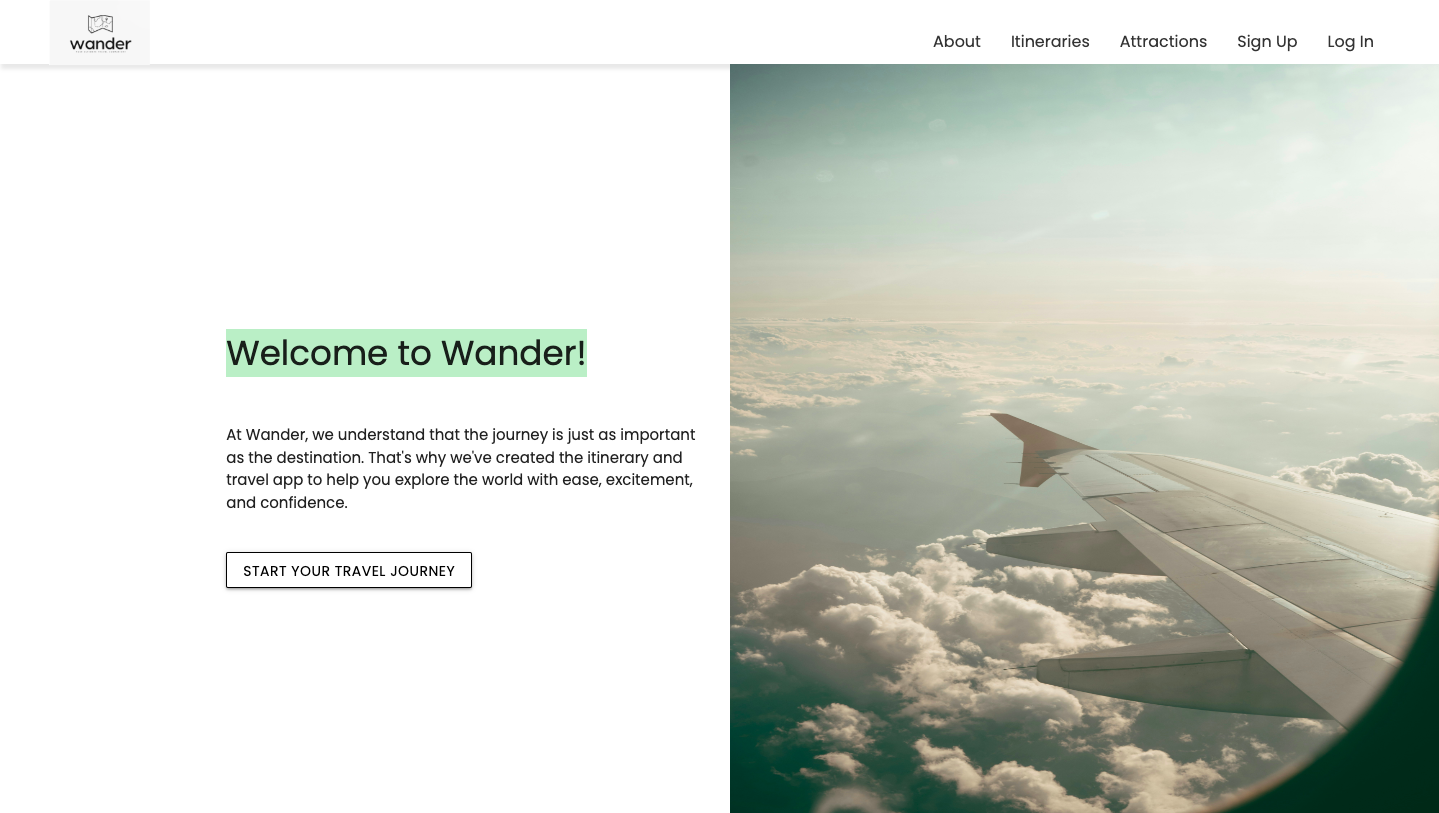 wander
About Itineraries Attractions Sign Up Log In
Welcome to Wander!
At Wander, we understand that the journey is just as important
as the destination. That's why we've created the itinerary and
travel app to help you explore the world with ease, excitement,
and confidence.
START YOUR TRAVEL JOURNEY